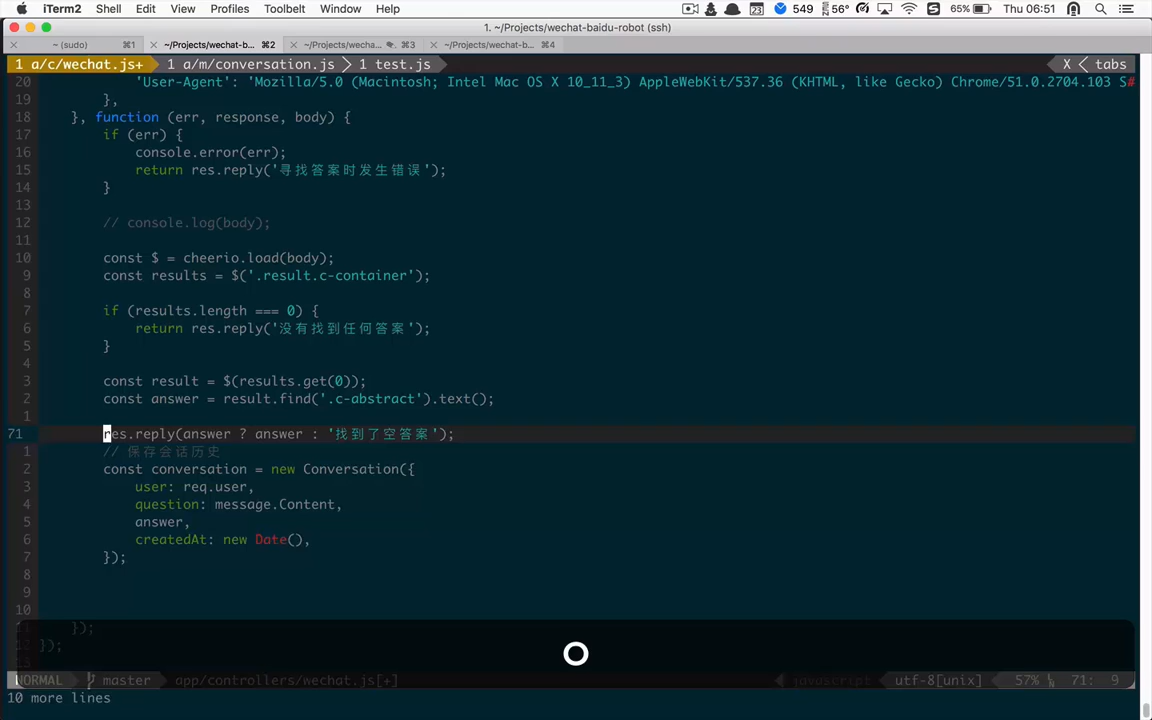 iTerm2 Shell Edit View Profiles Toolbelt Window Help 23 549 56° 65% Thu 06:51
1. ~/Projects/wechat-baidu-robot (ssh)
~ (sudo) ⌘1 ~/Projects/wechat-b... ⌘2 ~/Projects/wecha... ⌘3 ~/Projects/wechat-b... ⌘4
1 a/c/wechat.js+ 1 a/m/conversation.js 1 test.js X tabs
20 'User-Agent': 'Mozilla/5.0 (Macintosh; Intel Mac OS X 10_11_3) AppleWebKit/537.36 (KHTML, like Gecko) Chrome/51.0.2704.103 S#
19 },
18 }, function (err, response, body) {
17 if (err) {
16 console.error(err);
15 return res.reply('寻找答案时发生错误');
14 }
13
12 // console.log(body);
11
10 const $ = cheerio.load(body);
9 const results = $('.result.c-container');
8
7 if (results.length === 0) {
6 return res.reply('没有找到任何答案');
5 }
4
3 const result = $(results.get(0));
2 const answer = result.find('.c-abstract').text();
1
71 res.reply(answer ? answer : '找到了空答案');
1 // 保存会话历史
2 const conversation = new Conversation({
3 user: req.user,
4 question: message.Content,
5 answer,
6 createdAt: new Date(),
7 });
8
9
10
11 });
12 });
13
NORMAL master app/controllers/wechat.js[+] javascript utf-8[unix] 57% 71: 9
10 more lines